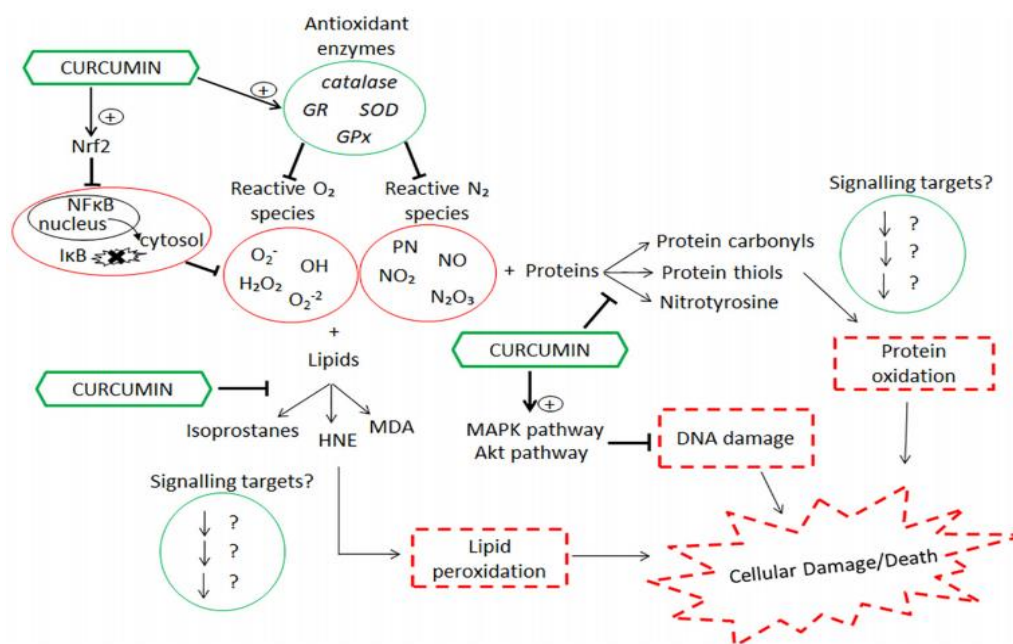 Antioxidant
enzymes
CURCUMIN
+
catalase
GR SOD
GPx
+
Nrf2
NFκB
nucleus
cytosol
IκB
Reactive O₂
species
Reactive N₂
species
O₂⁻
OH
H₂O₂
O₂⁻²
PN
NO
NO₂
N₂O₃
+ Proteins
Protein carbonyls
Protein thiols
Nitrotyrosine
Signalling targets?
?
?
?
+
Lipids
CURCUMIN
Isoprostanes
HNE
MDA
CURCUMIN
+
MAPK pathway
Akt pathway
DNA damage
Protein
oxidation
Signalling targets?
?
?
?
Lipid
peroxidation
Cellular Damage/Death